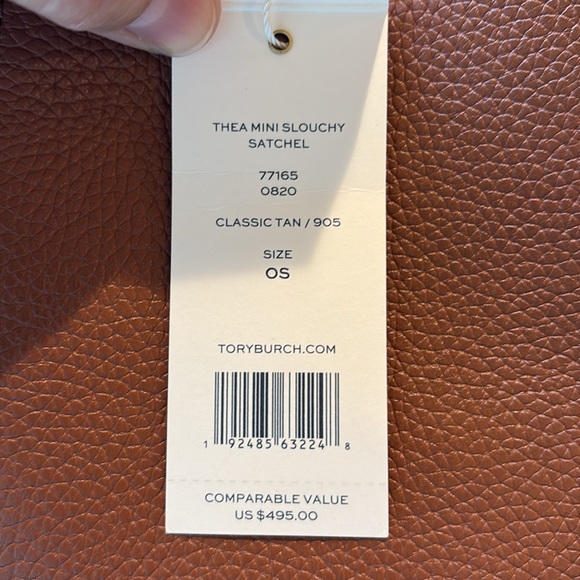 THEA MINI SLOUCHY
SATCHEL
77165
0820
CLASSIC TAN / 905
SIZE
OS
TORYBURCH.COM
1 92485 63224 8
COMPARABLE VALUE
US $495.00